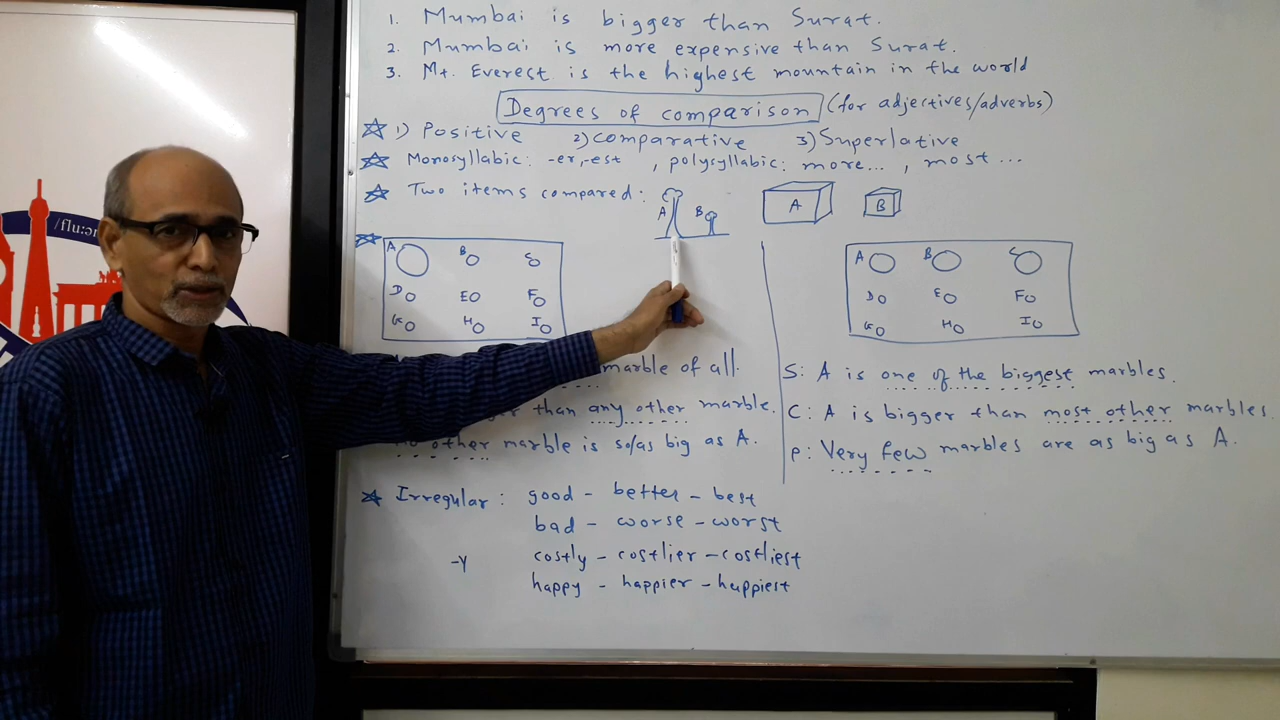 1. Mumbai is bigger than Surat.
2. Mumbai is more expensive than Surat.
3. Mt. Everest is the highest mountain in the world
Degrees of comparison (for adjectives/adverbs)
1) Positive 2) Comparative 3) Superlative
Monosyllabic: -er, -est, polysyllabic: more..., most...
Two items compared: A B A B
/flu:
A B C
D E F
G H I
A B C
D E F
G H I
marble of all.
than any other marble.
no other marble is so/as big as A.
S: A is one of the biggest marbles.
C: A is bigger than most other marbles.
P: Very few marbles are as big as A.
Irregular: good - better - best
bad - worse - worst
-y costly - costlier - costliest
happy - happier - happiest